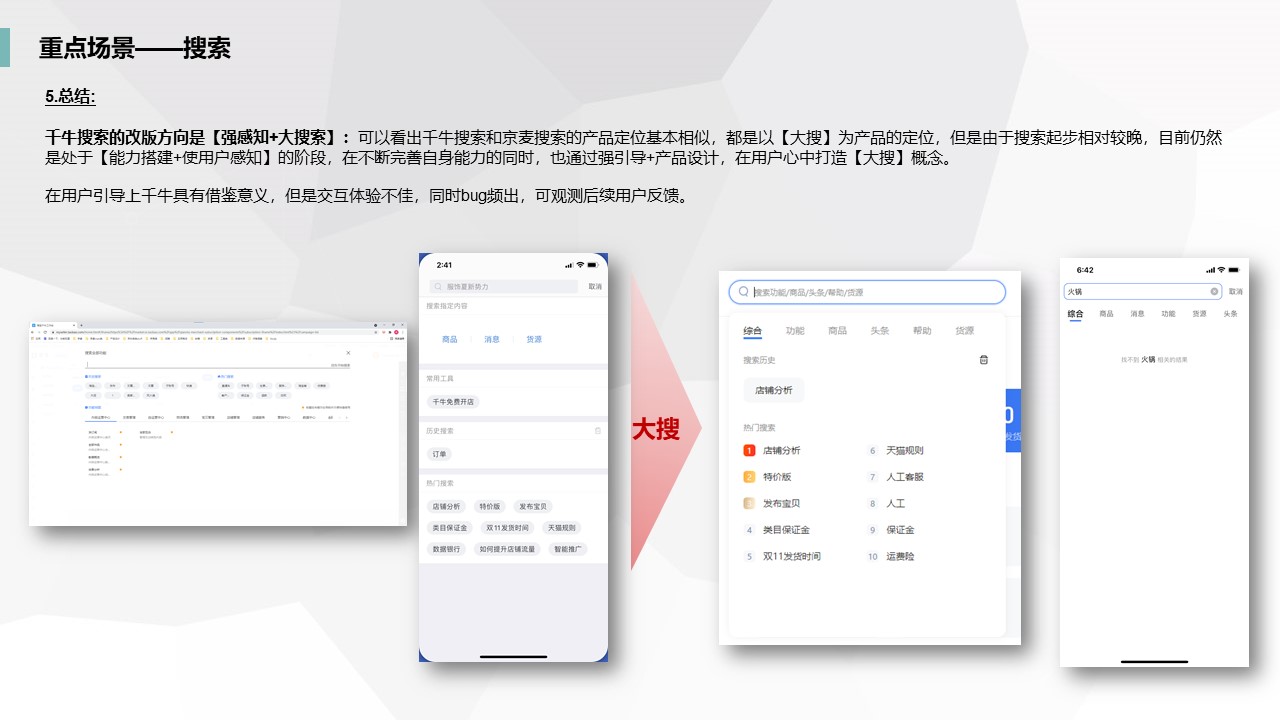 重点场景——搜索
5.总结:
千牛搜索的改版方向是【强感知+大搜索】：可以看出千牛搜索和京麦搜索的产品定位基本相似，都是以【大搜】为产品的定位，但是由于搜索起步相对较晚，目前仍然
是处于【能力搭建+使用户感知】的阶段，在不断完善自身能力的同时，也通过强引导+产品设计，在用户心中打造【大搜】概念。
在用户引导上千牛具有借鉴意义，但是交互体验不佳，同时bug频出，可观测后续用户反馈。
2:41
服饰夏新势力 取消
搜索指定内容
商品 消息 货源
常用工具
千牛免费开店
历史搜索
订单
热门搜索
店铺分析 特价版 发布宝贝
类目保证金 双11发货时间 天猫规则
数据银行 如何提升店铺流量 智能推广
大搜
搜索功能/商品/头条/帮助/货源
综合 功能 商品 头条 帮助 货源
搜索历史
店铺分析
热门搜索
1 店铺分析 6 天猫规则
2 特价版 7 人工客服
3 发布宝贝 8 人工
4 类目保证金 9 保证金
5 双11发货时间 10 运费险
0
发货
6:42
火锅 取消
综合 商品 消息 功能 货源 头条
找不到 火锅 相关的结果